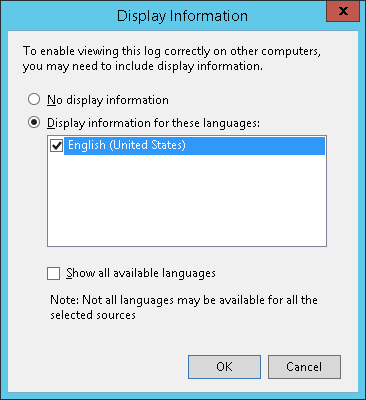 Display Information
x
To enable viewing this log correctly on other computers,
you may need to include display information.
No display information
Display information for these languages:
English (United States)
Show all available languages
Note: Not all languages may be available for all the
selected sources
OK
Cancel